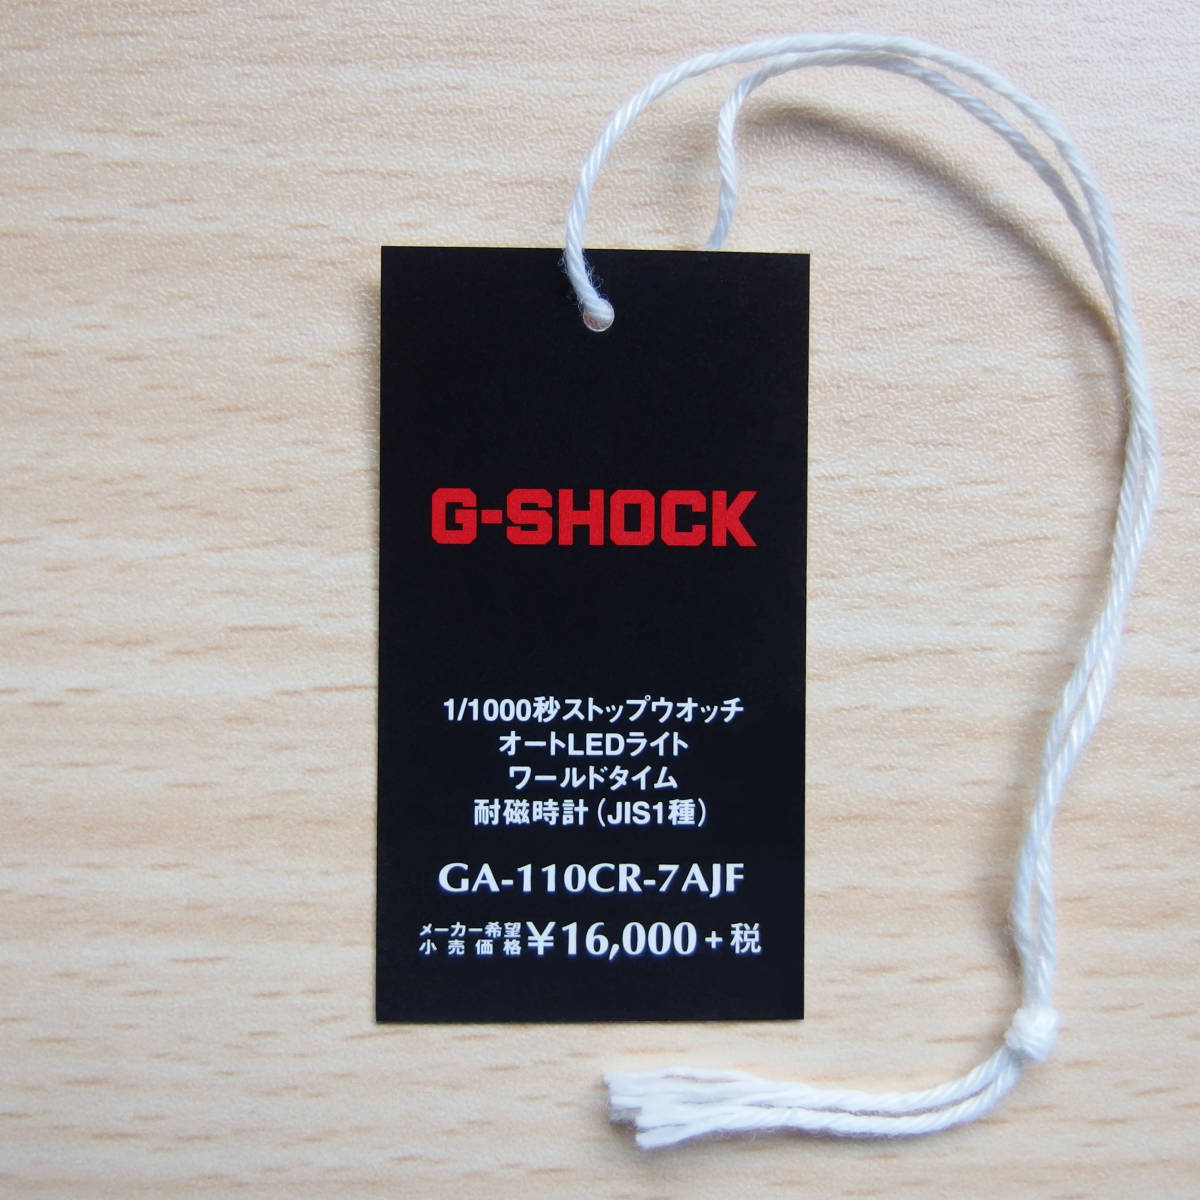 G-SHOCK
1/1000秒ストップウオッチ
オートLEDライト
ワールドタイム
耐磁時計(JIS1種)
GA-110CR-7AJF
メーカー希望小売価格 ¥16,000+税